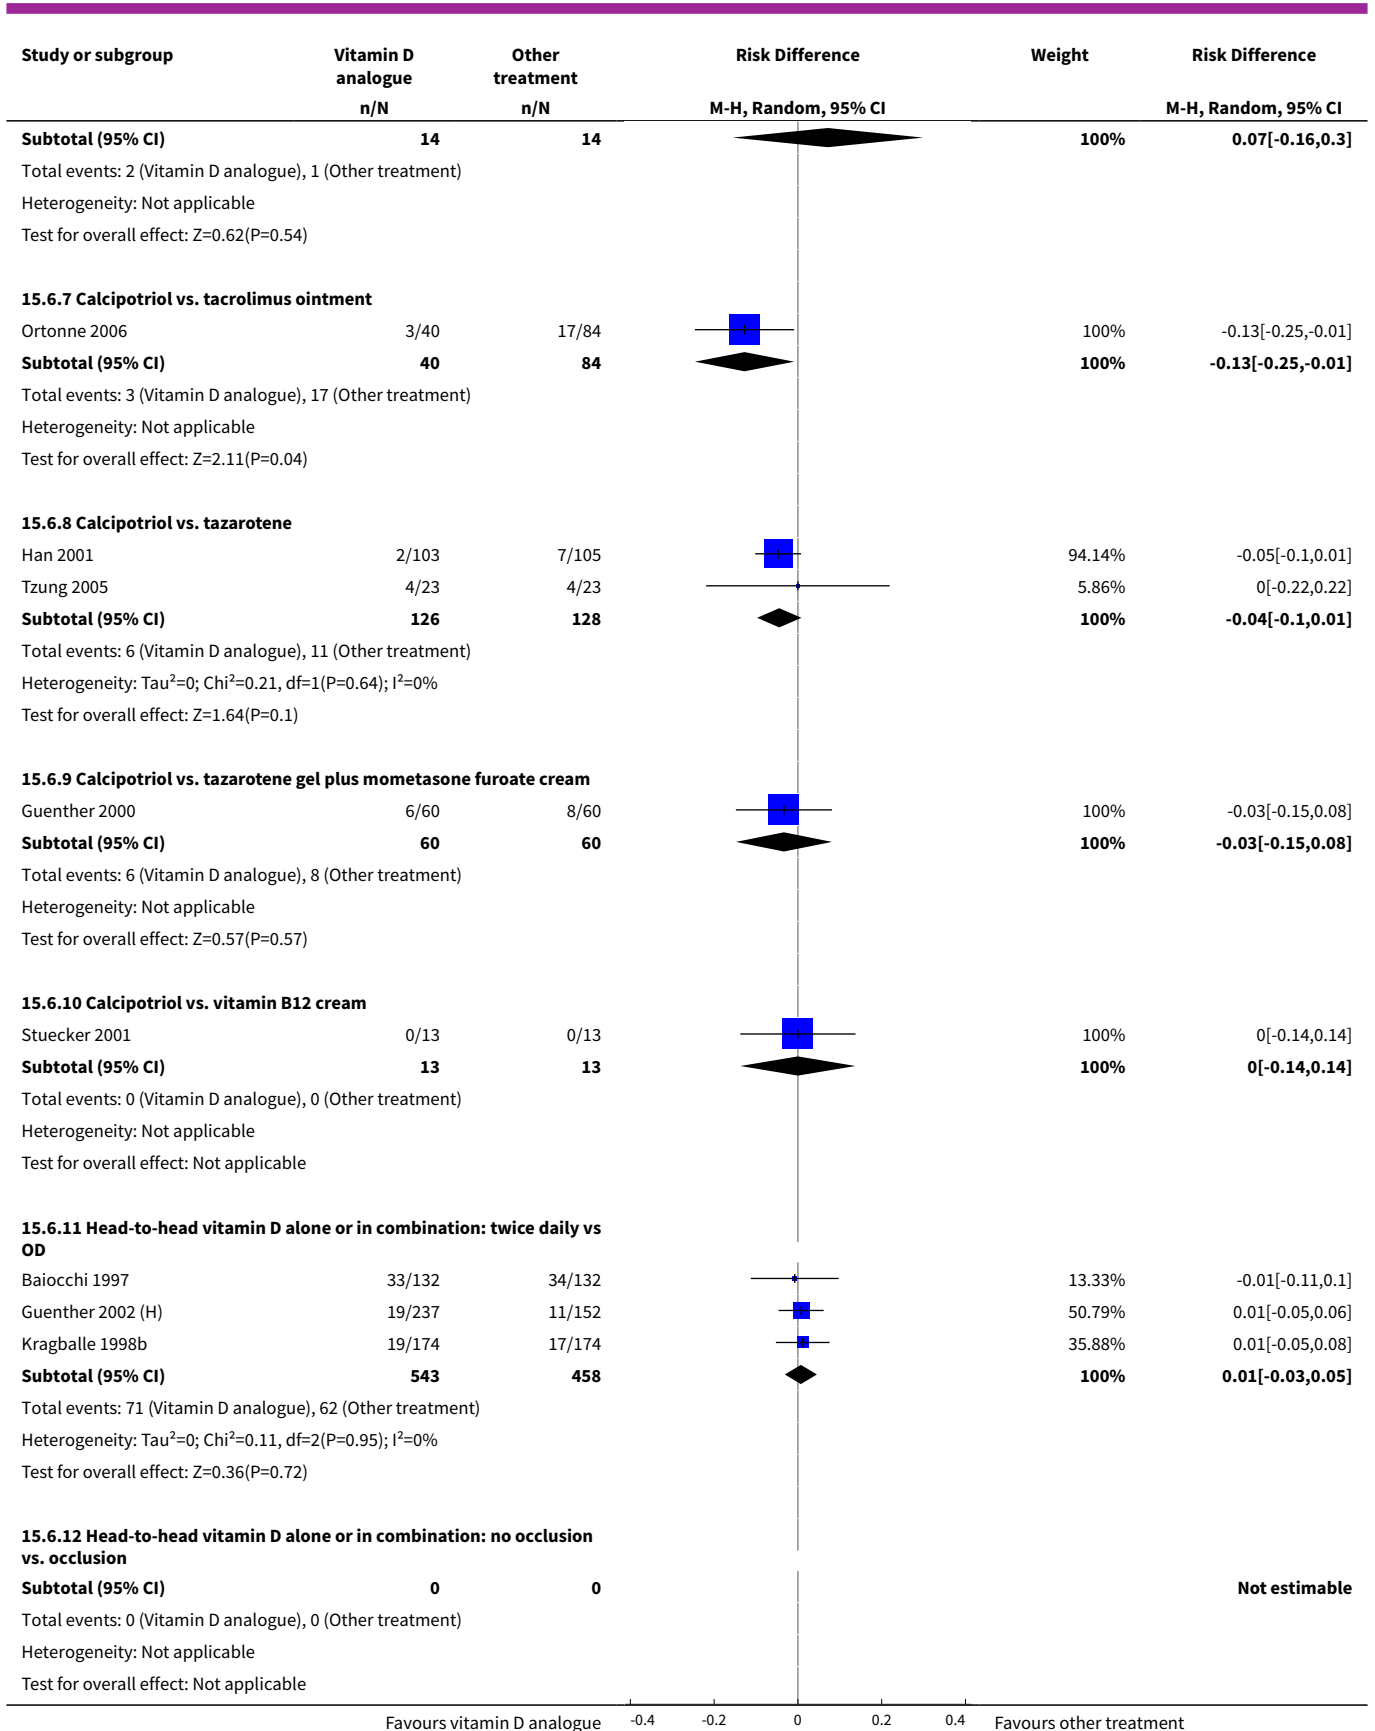 Study or subgroup Vitamin D analogue Other treatment Risk Difference Weight Risk Difference
n/N n/N M-H, Random, 95% CI M-H, Random, 95% CI
Subtotal (95% CI) 14 14 100% 0.07[-0.16,0.3]
Total events: 2 (Vitamin D analogue), 1 (Other treatment)
Heterogeneity: Not applicable
Test for overall effect: Z=0.62(P=0.54)
15.6.7 Calcipotriol vs. tacrolimus ointment
Ortonne 2006 3/40 17/84 100% -0.13[-0.25,-0.01]
Subtotal (95% CI) 40 84 100% -0.13[-0.25,-0.01]
Total events: 3 (Vitamin D analogue), 17 (Other treatment)
Heterogeneity: Not applicable
Test for overall effect: Z=2.11(P=0.04)
15.6.8 Calcipotriol vs. tazarotene
Han 2001 2/103 7/105 94.14% -0.05[-0.1,0.01]
Tzung 2005 4/23 4/23 5.86% 0[-0.22,0.22]
Subtotal (95% CI) 126 128 100% -0.04[-0.1,0.01]
Total events: 6 (Vitamin D analogue), 11 (Other treatment)
Heterogeneity: Tau²=0; Chi²=0.21, df=1(P=0.64); I²=0%
Test for overall effect: Z=1.64(P=0.1)
15.6.9 Calcipotriol vs. tazarotene gel plus mometasone furoate cream
Guenther 2000 6/60 8/60 100% -0.03[-0.15,0.08]
Subtotal (95% CI) 60 60 100% -0.03[-0.15,0.08]
Total events: 6 (Vitamin D analogue), 8 (Other treatment)
Heterogeneity: Not applicable
Test for overall effect: Z=0.57(P=0.57)
15.6.10 Calcipotriol vs. vitamin B12 cream
Stuecker 2001 0/13 0/13 100% 0[-0.14,0.14]
Subtotal (95% CI) 13 13 100% 0[-0.14,0.14]
Total events: 0 (Vitamin D analogue), 0 (Other treatment)
Heterogeneity: Not applicable
Test for overall effect: Not applicable
15.6.11 Head-to-head vitamin D alone or in combination: twice daily vs
OD
Baiocchi 1997 33/132 34/132 13.33% -0.01[-0.11,0.1]
Guenther 2002 (H) 19/237 11/152 50.79% 0.01[-0.05,0.06]
Kragballe 1998b 19/174 17/174 35.88% 0.01[-0.05,0.08]
Subtotal (95% CI) 543 458 100% 0.01[-0.03,0.05]
Total events: 71 (Vitamin D analogue), 62 (Other treatment)
Heterogeneity: Tau²=0; Chi²=0.11, df=2(P=0.95); I²=0%
Test for overall effect: Z=0.36(P=0.72)
15.6.12 Head-to-head vitamin D alone or in combination: no occlusion
vs. occlusion
Subtotal (95% CI) 0 0 Not estimable
Total events: 0 (Vitamin D analogue), 0 (Other treatment)
Heterogeneity: Not applicable
Test for overall effect: Not applicable
Favours vitamin D analogue -0.4 -0.2 0 0.2 0.4 Favours other treatment